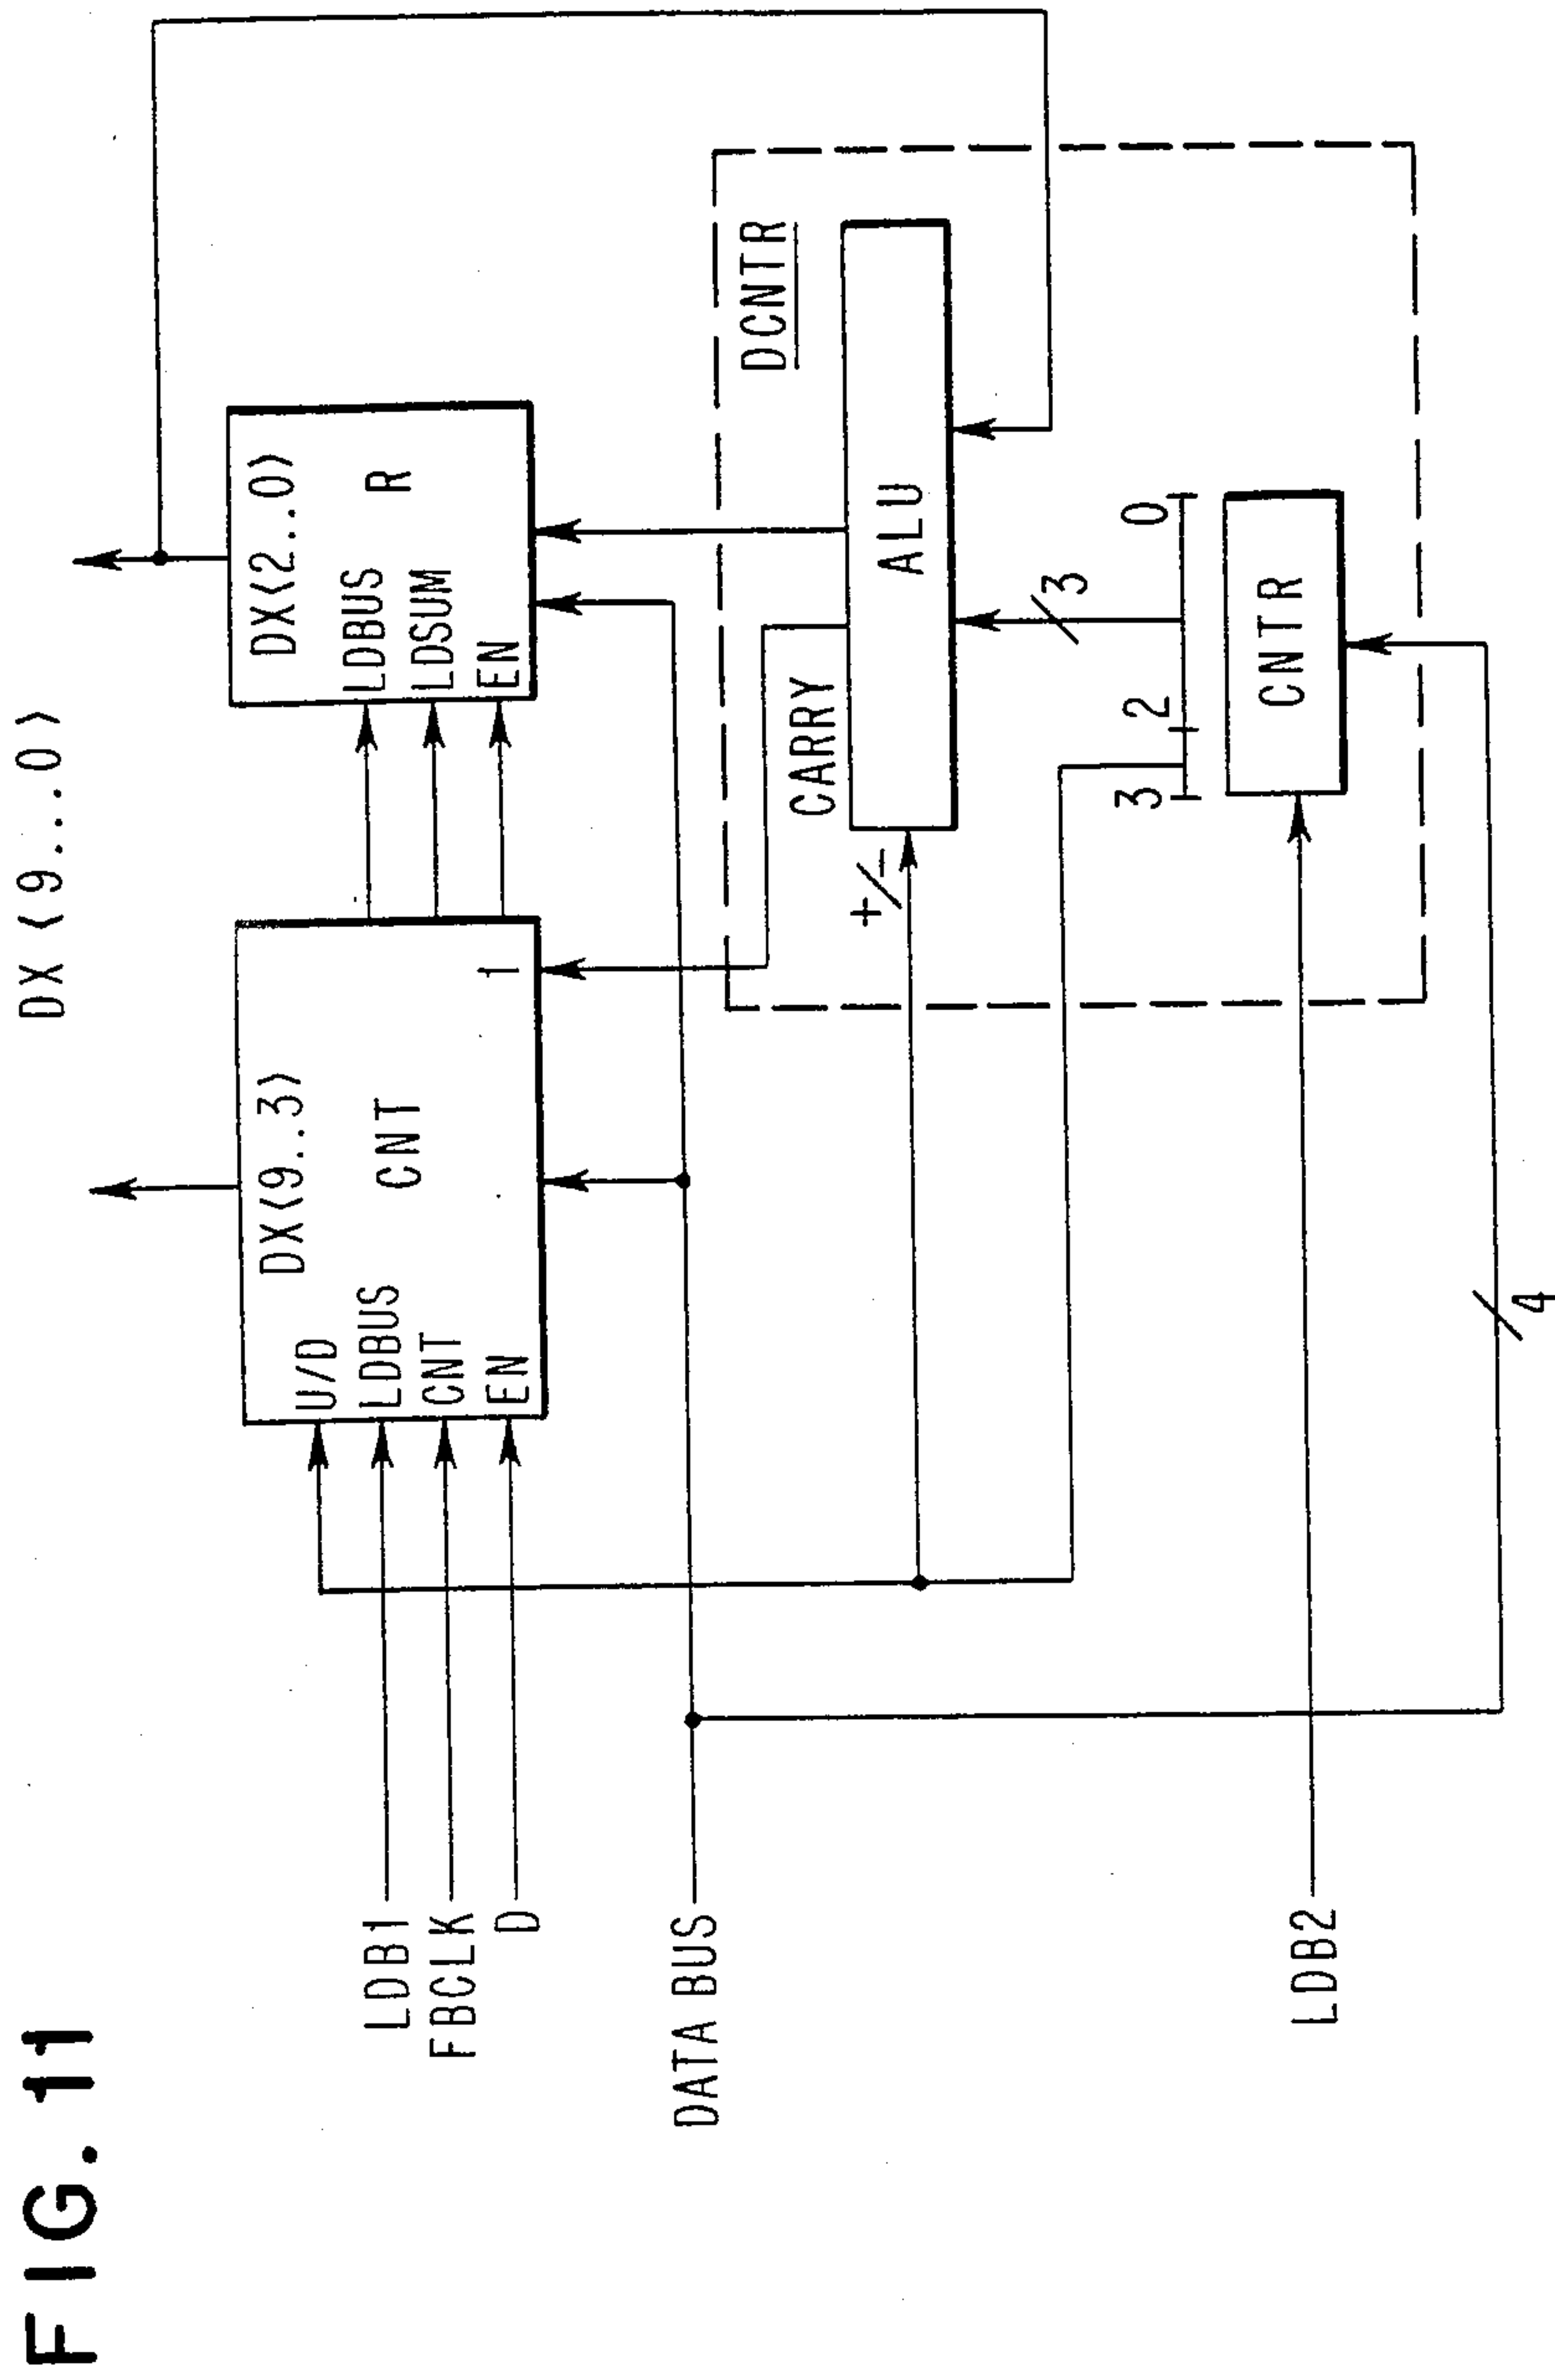 FIG. 11
DX〈9...0〉
DX〈9..3〉
U/D
LDBUS
CNT
EN
CNT
1
DX〈2..0〉
R
LDBUS
LDSUM
EN
LDB1
FBCLK
D
DATA BUS
DCNTR
CARRY
+/-
ALU
3
3
2
0
CNTR
LDB2
4